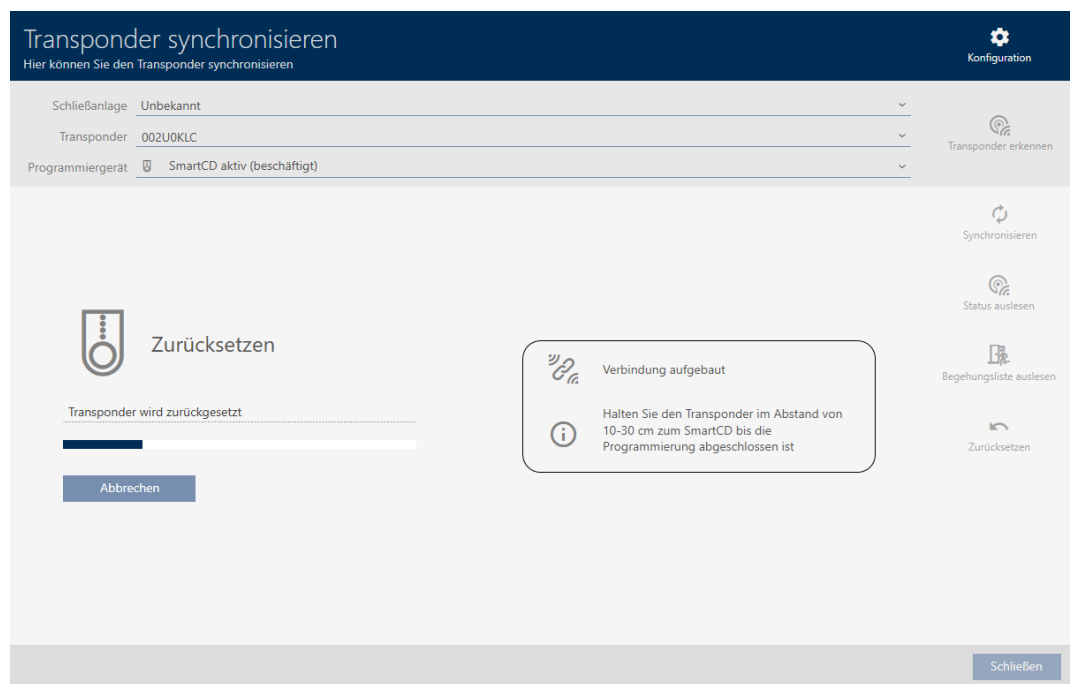 Transponder synchronisieren
Hier können Sie den Transponder synchronisieren
Konfiguration
Schließanlage Unbekannt
Transponder 002U0KLC
Programmiergerät SmartCD aktiv (beschäftigt)
Transponder erkennen
Synchronisieren
Status auslesen
Begehungsliste auslesen
Zurücksetzen
Zurücksetzen
Transponder wird zurückgesetzt
Abbrechen
Verbindung aufgebaut
Halten Sie den Transponder im Abstand von
10-30 cm zum SmartCD bis die
Programmierung abgeschlossen ist
Schließen